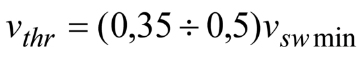 v_thr = (0,35 ÷ 0,5)v_sw min